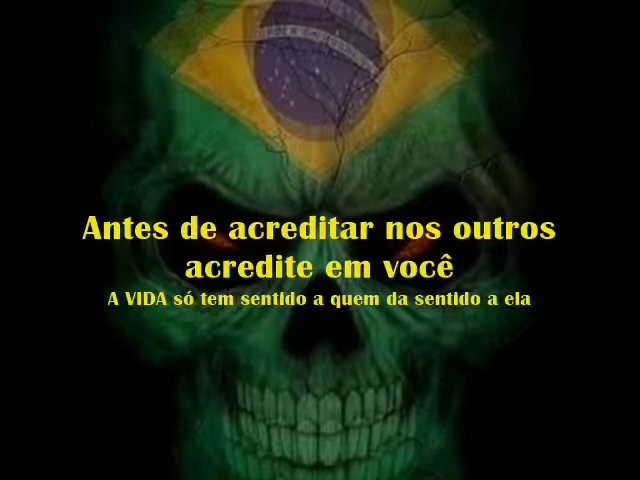 Antes de acreditar nos outros
acredite em você
A VIDA só tem sentido a quem da sentido a ela